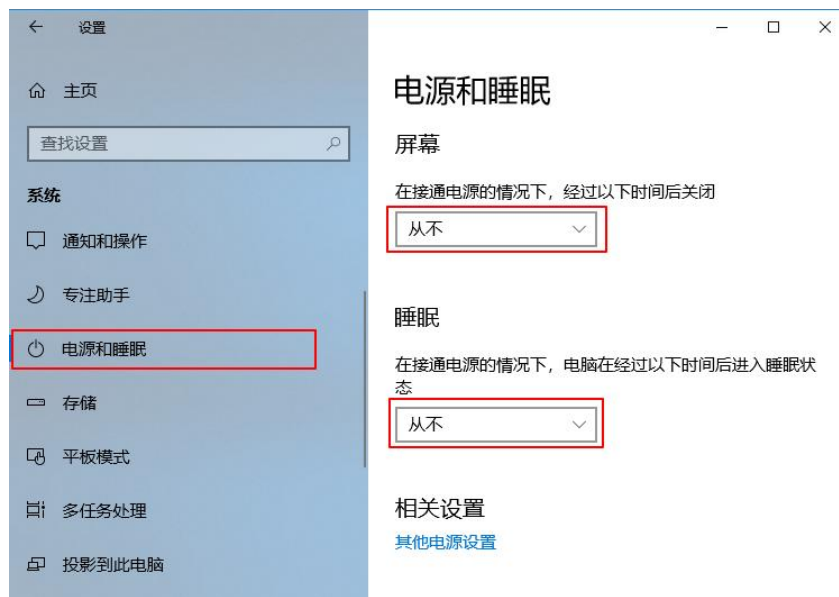 设置
主页
查找设置
系统
通知和操作
专注助手
电源和睡眠
存储
平板模式
多任务处理
投影到此电脑
电源和睡眠
屏幕
在接通电源的情况下，经过以下时间后关闭
从不
睡眠
在接通电源的情况下，电脑在经过以下时间后进入睡眠状
态
从不
相关设置
其他电源设置